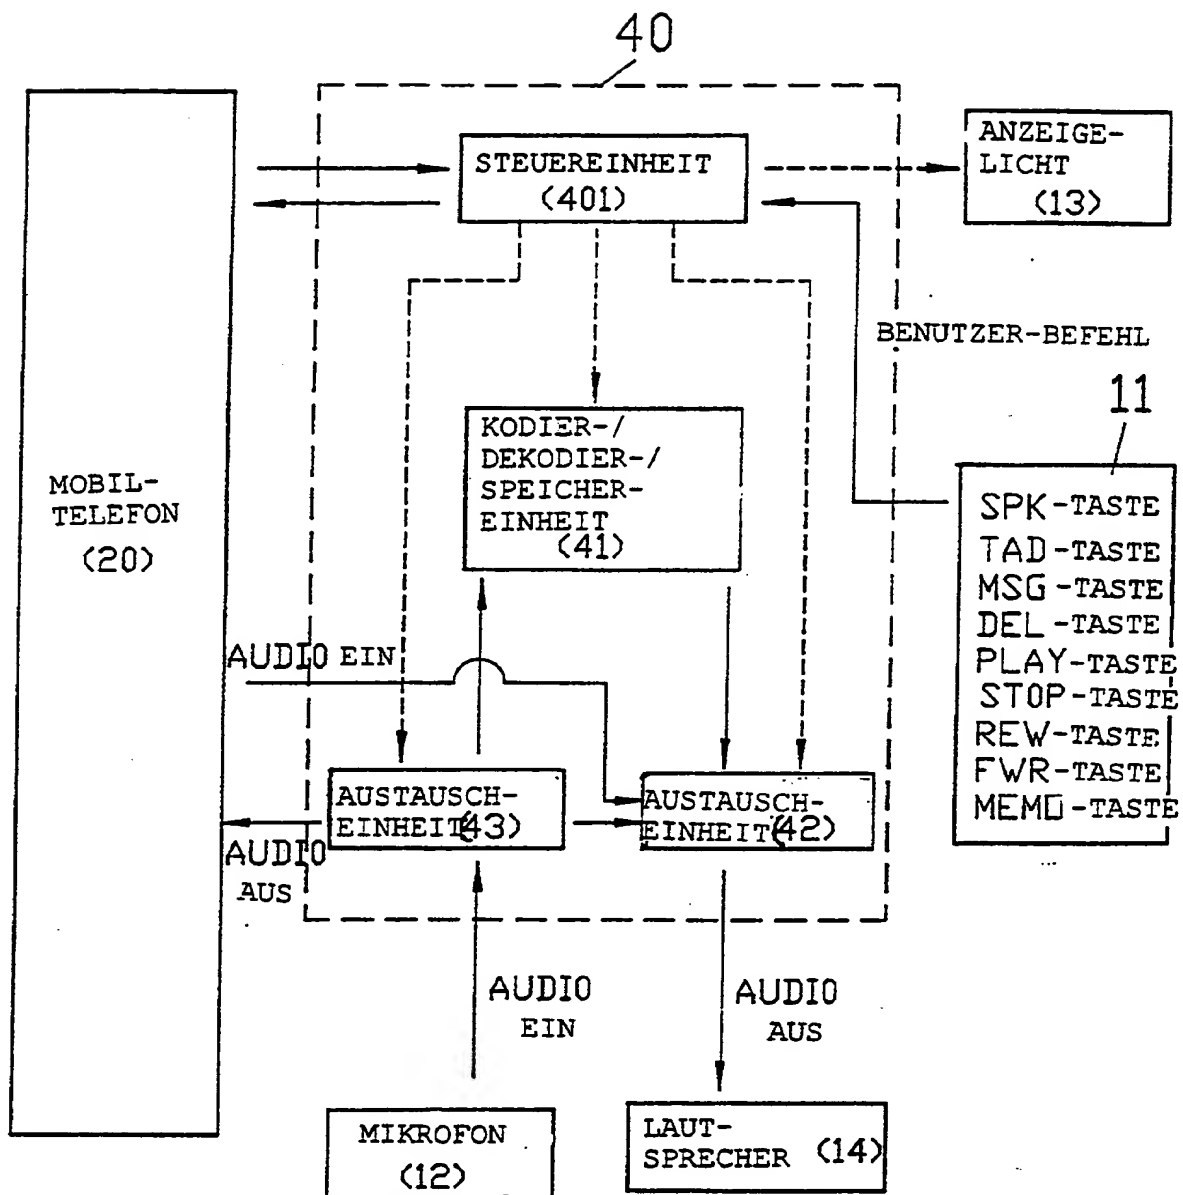 40
STEUEREINHEIT
(401)
ANZEIGE-
LICHT
(13)
BENUTZER-BEFEHL
11
SPK-TASTE
TAD-TASTE
MSG-TASTE
DEL-TASTE
PLAY-TASTE
STOP-TASTE
REW-TASTE
FWR-TASTE
MEMO-TASTE
KODIER-/
DEKODIER-/
SPEICHER-
EINHEIT
(41)
MOBIL-
TELEFON
(20)
AUDIO EIN
AUSTAUSCH-
EINHEIT(43)
AUSTAUSCH-
EINHEIT(42)
AUDIO
AUS
AUDIO
EIN
AUDIO
AUS
MIKROFON
(12)
LAUT-
SPRECHER (14)